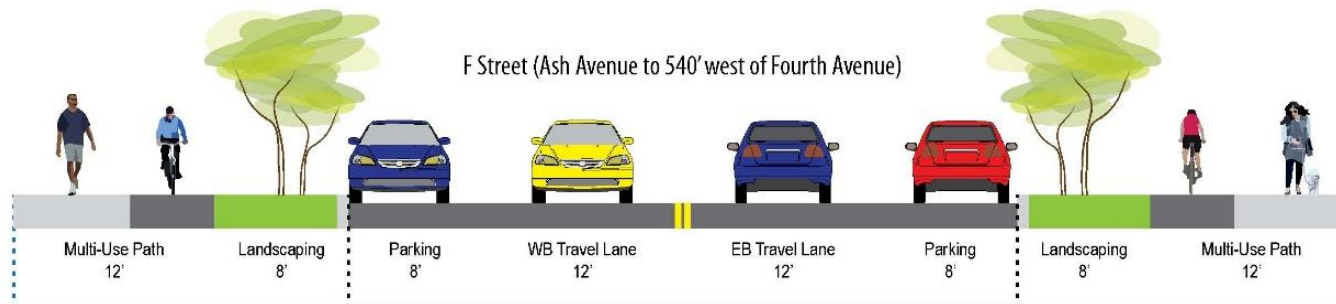 F Street (Ash Avenue to 540' west of Fourth Avenue)
Multi-Use Path Landscaping Parking WB Travel Lane EB Travel Lane Parking Landscaping Multi-Use Path
12' 8' 8' 12' 12' 8' 8' 12'